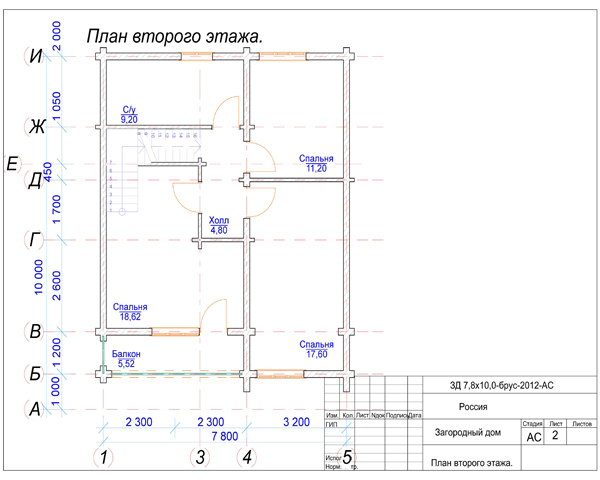 План второго этажа.
И
Ж
Е
Д
Г
В
Б
А
2 000
1 050
450
1 700
10 000
2 600
1 200
1 000
С/у
9,20
Спальня
11,20
Холл
4,80
Спальня
18,62
Балкон
5,52
Спальня
17,60
2 300
2 300
3 200
7 800
1
3
4
5
ЗД 7,8х10,0-брус-2012-АС
Россия
Изм.
Кол.
Лист
Nдок
Подпись
Дата
ГИП
Загородный дом
Стадия
Лист
Листов
АС
2
Испол
Норм.
гр.
План второго этажа.